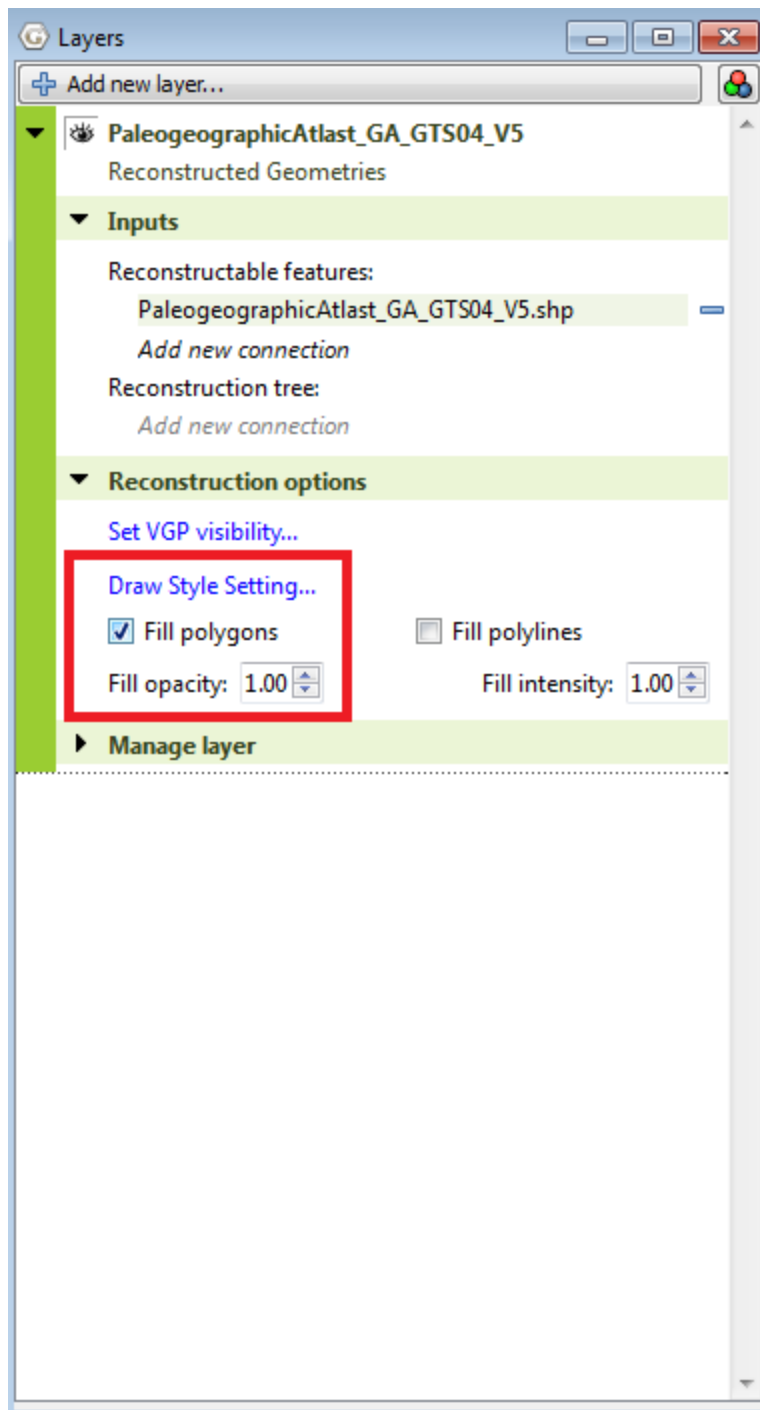 Layers
Add new layer...
PaleogeographicAtlast_GA_GTS04_V5
Reconstructed Geometries
Inputs
Reconstructable features:
PaleogeographicAtlast_GA_GTS04_V5.shp
Add new connection
Reconstruction tree:
Add new connection
Reconstruction options
Set VGP visibility...
Draw Style Setting...
Fill polygons Fill polylines
Fill opacity: 1.00 Fill intensity: 1.00
Manage layer